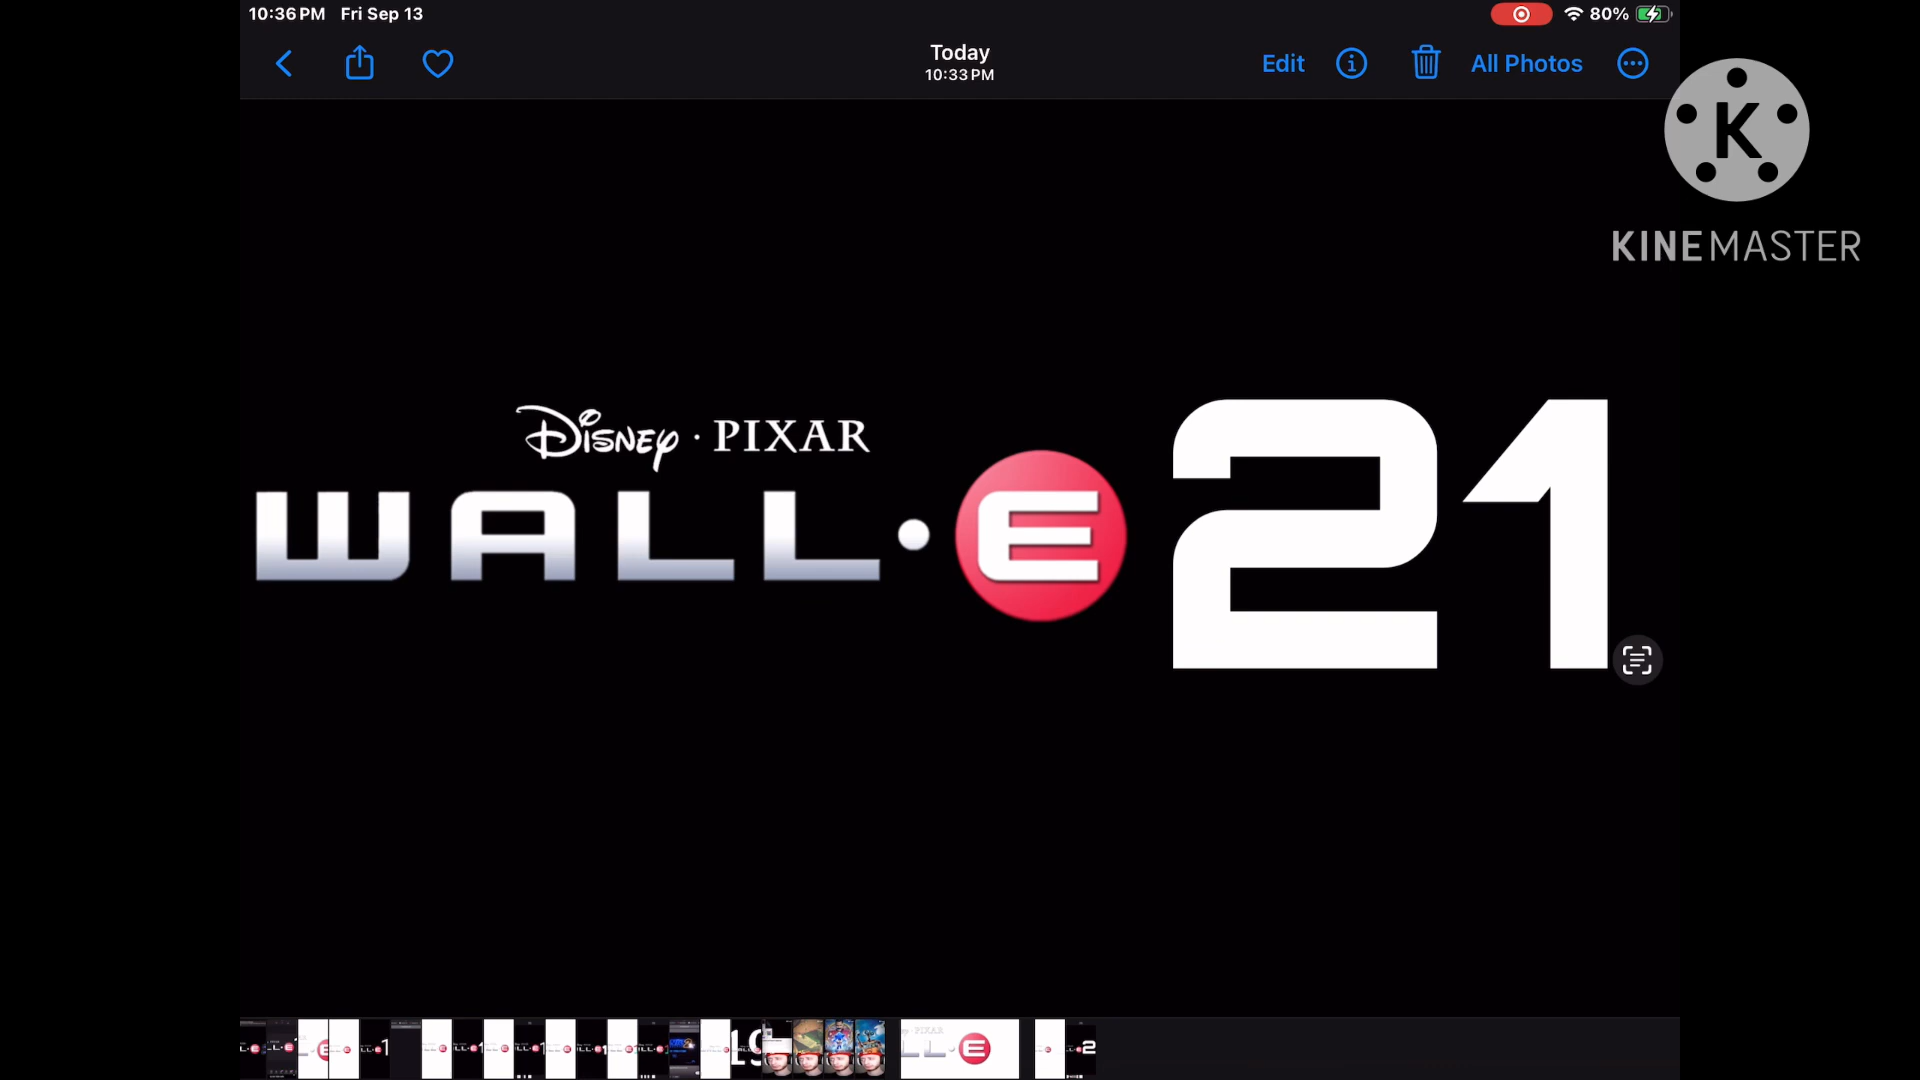 10:36 PM Fri Sep 13
80%
Today
10:33 PM
Edit
All Photos
K
KINEMASTER
Disney · PIXAR
WALL·E 21